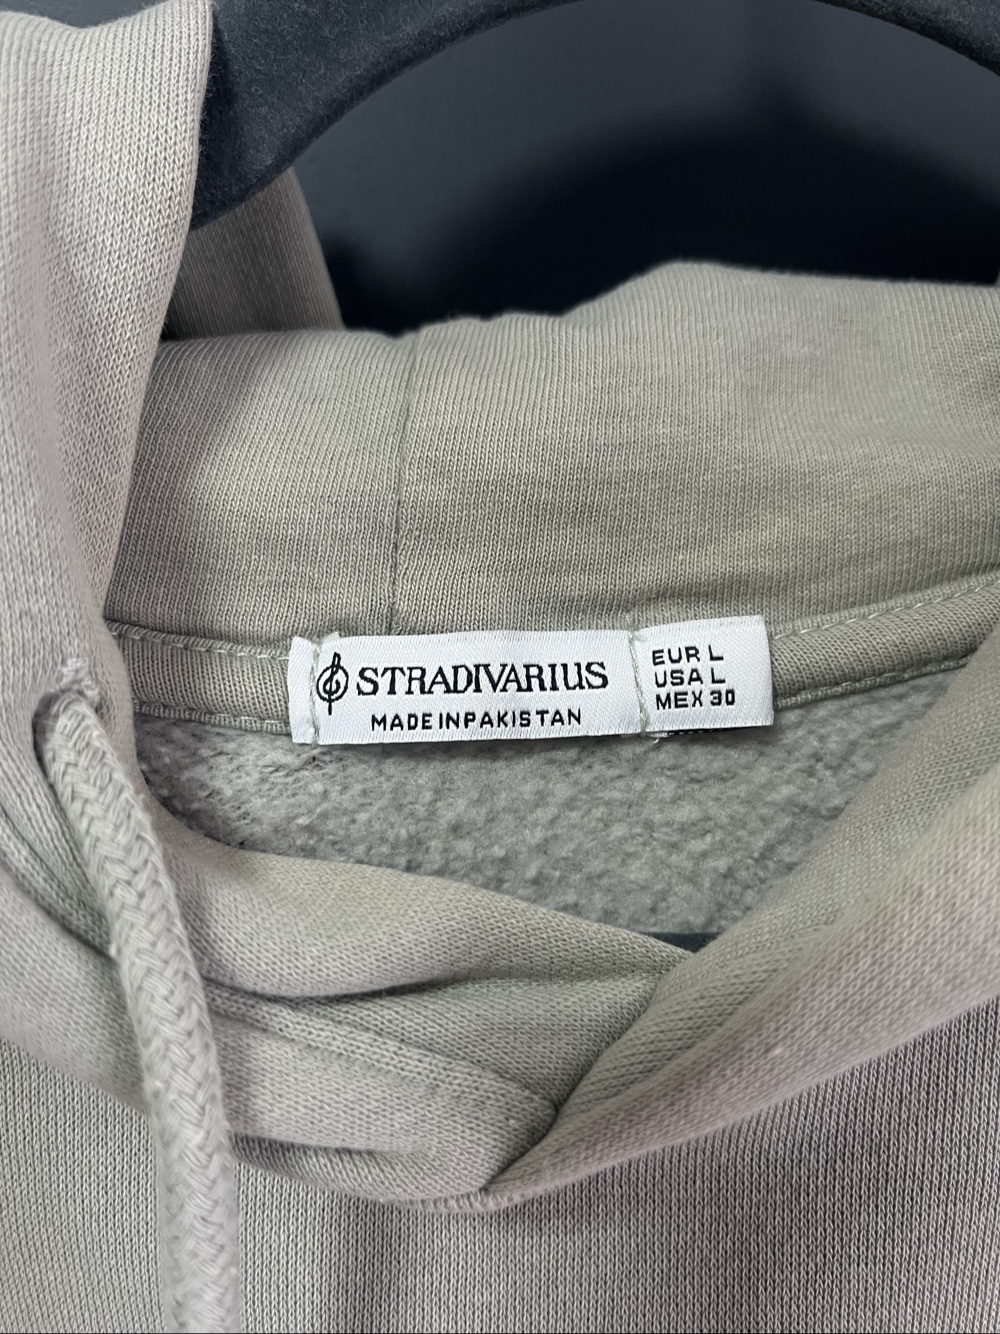 STRADIVARIUS
MADE IN PAKISTAN
EUR L
USA L
MEX 30